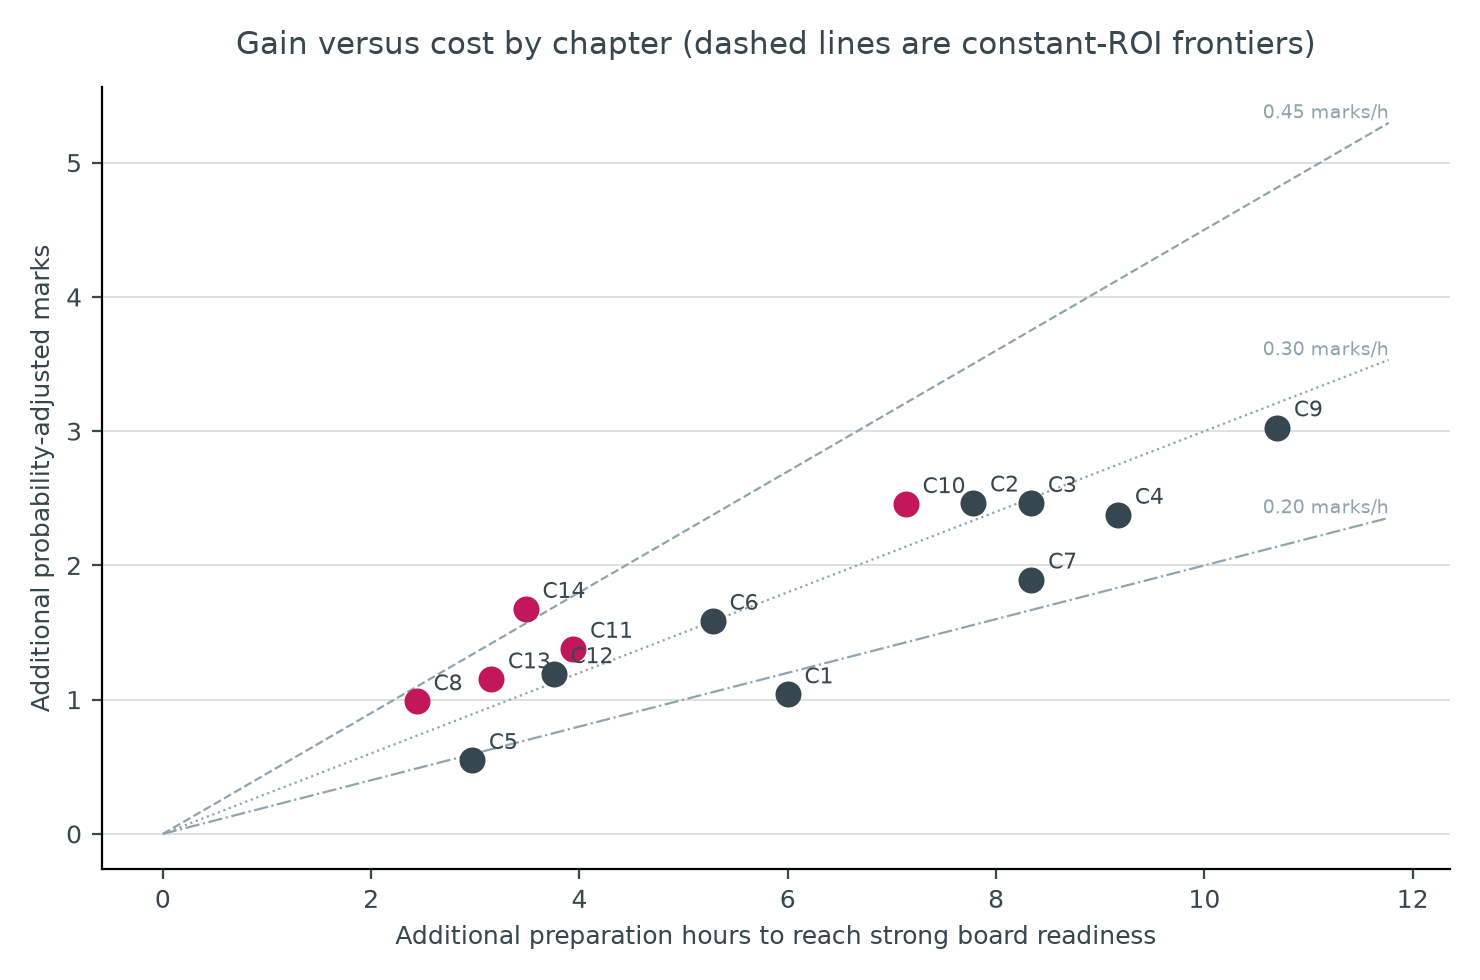 Gain versus cost by chapter (dashed lines are constant-ROI frontiers)
Additional probability-adjusted marks
5
4
3
2
1
0
0.45 marks/h
0.30 marks/h
0.20 marks/h
C9
C10
C2
C3
C4
C7
C14
C6
C11
C12
C13
C8
C1
C5
0
2
4
6
8
10
12
Additional preparation hours to reach strong board readiness